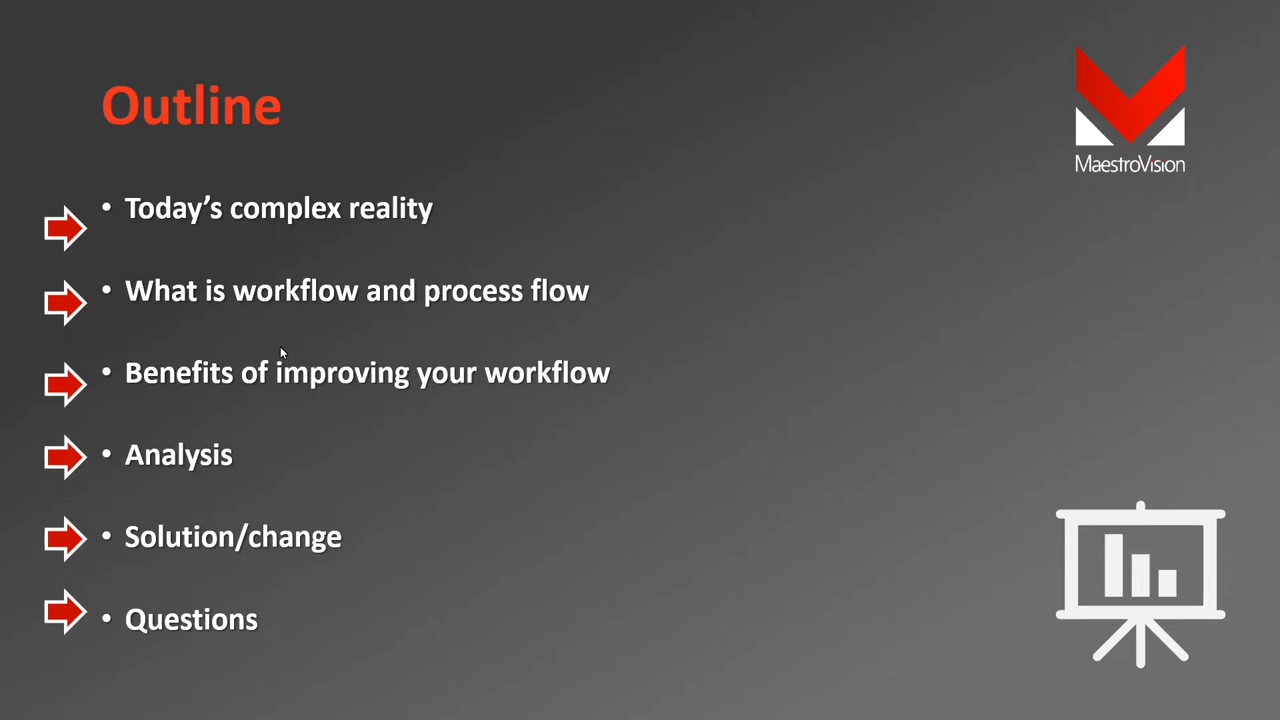 Outline
MaestroVision
• Today’s complex reality
• What is workflow and process flow
• Benefits of improving your workflow
• Analysis
• Solution/change
• Questions